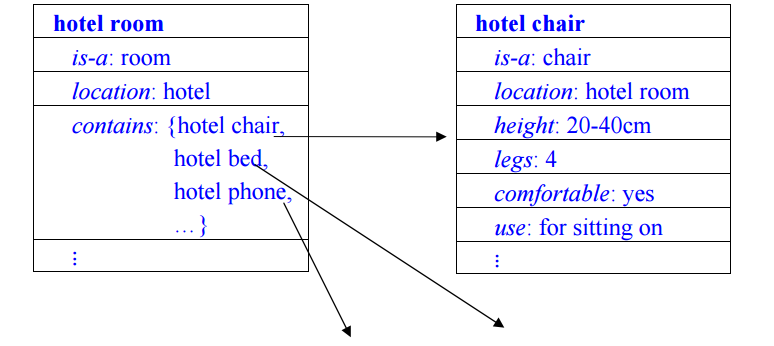 hotel room
is-a: room
location: hotel
contains: {hotel chair,
hotel bed,
hotel phone,
…}
⋮
hotel chair
is-a: chair
location: hotel room
height: 20-40cm
legs: 4
comfortable: yes
use: for sitting on
⋮